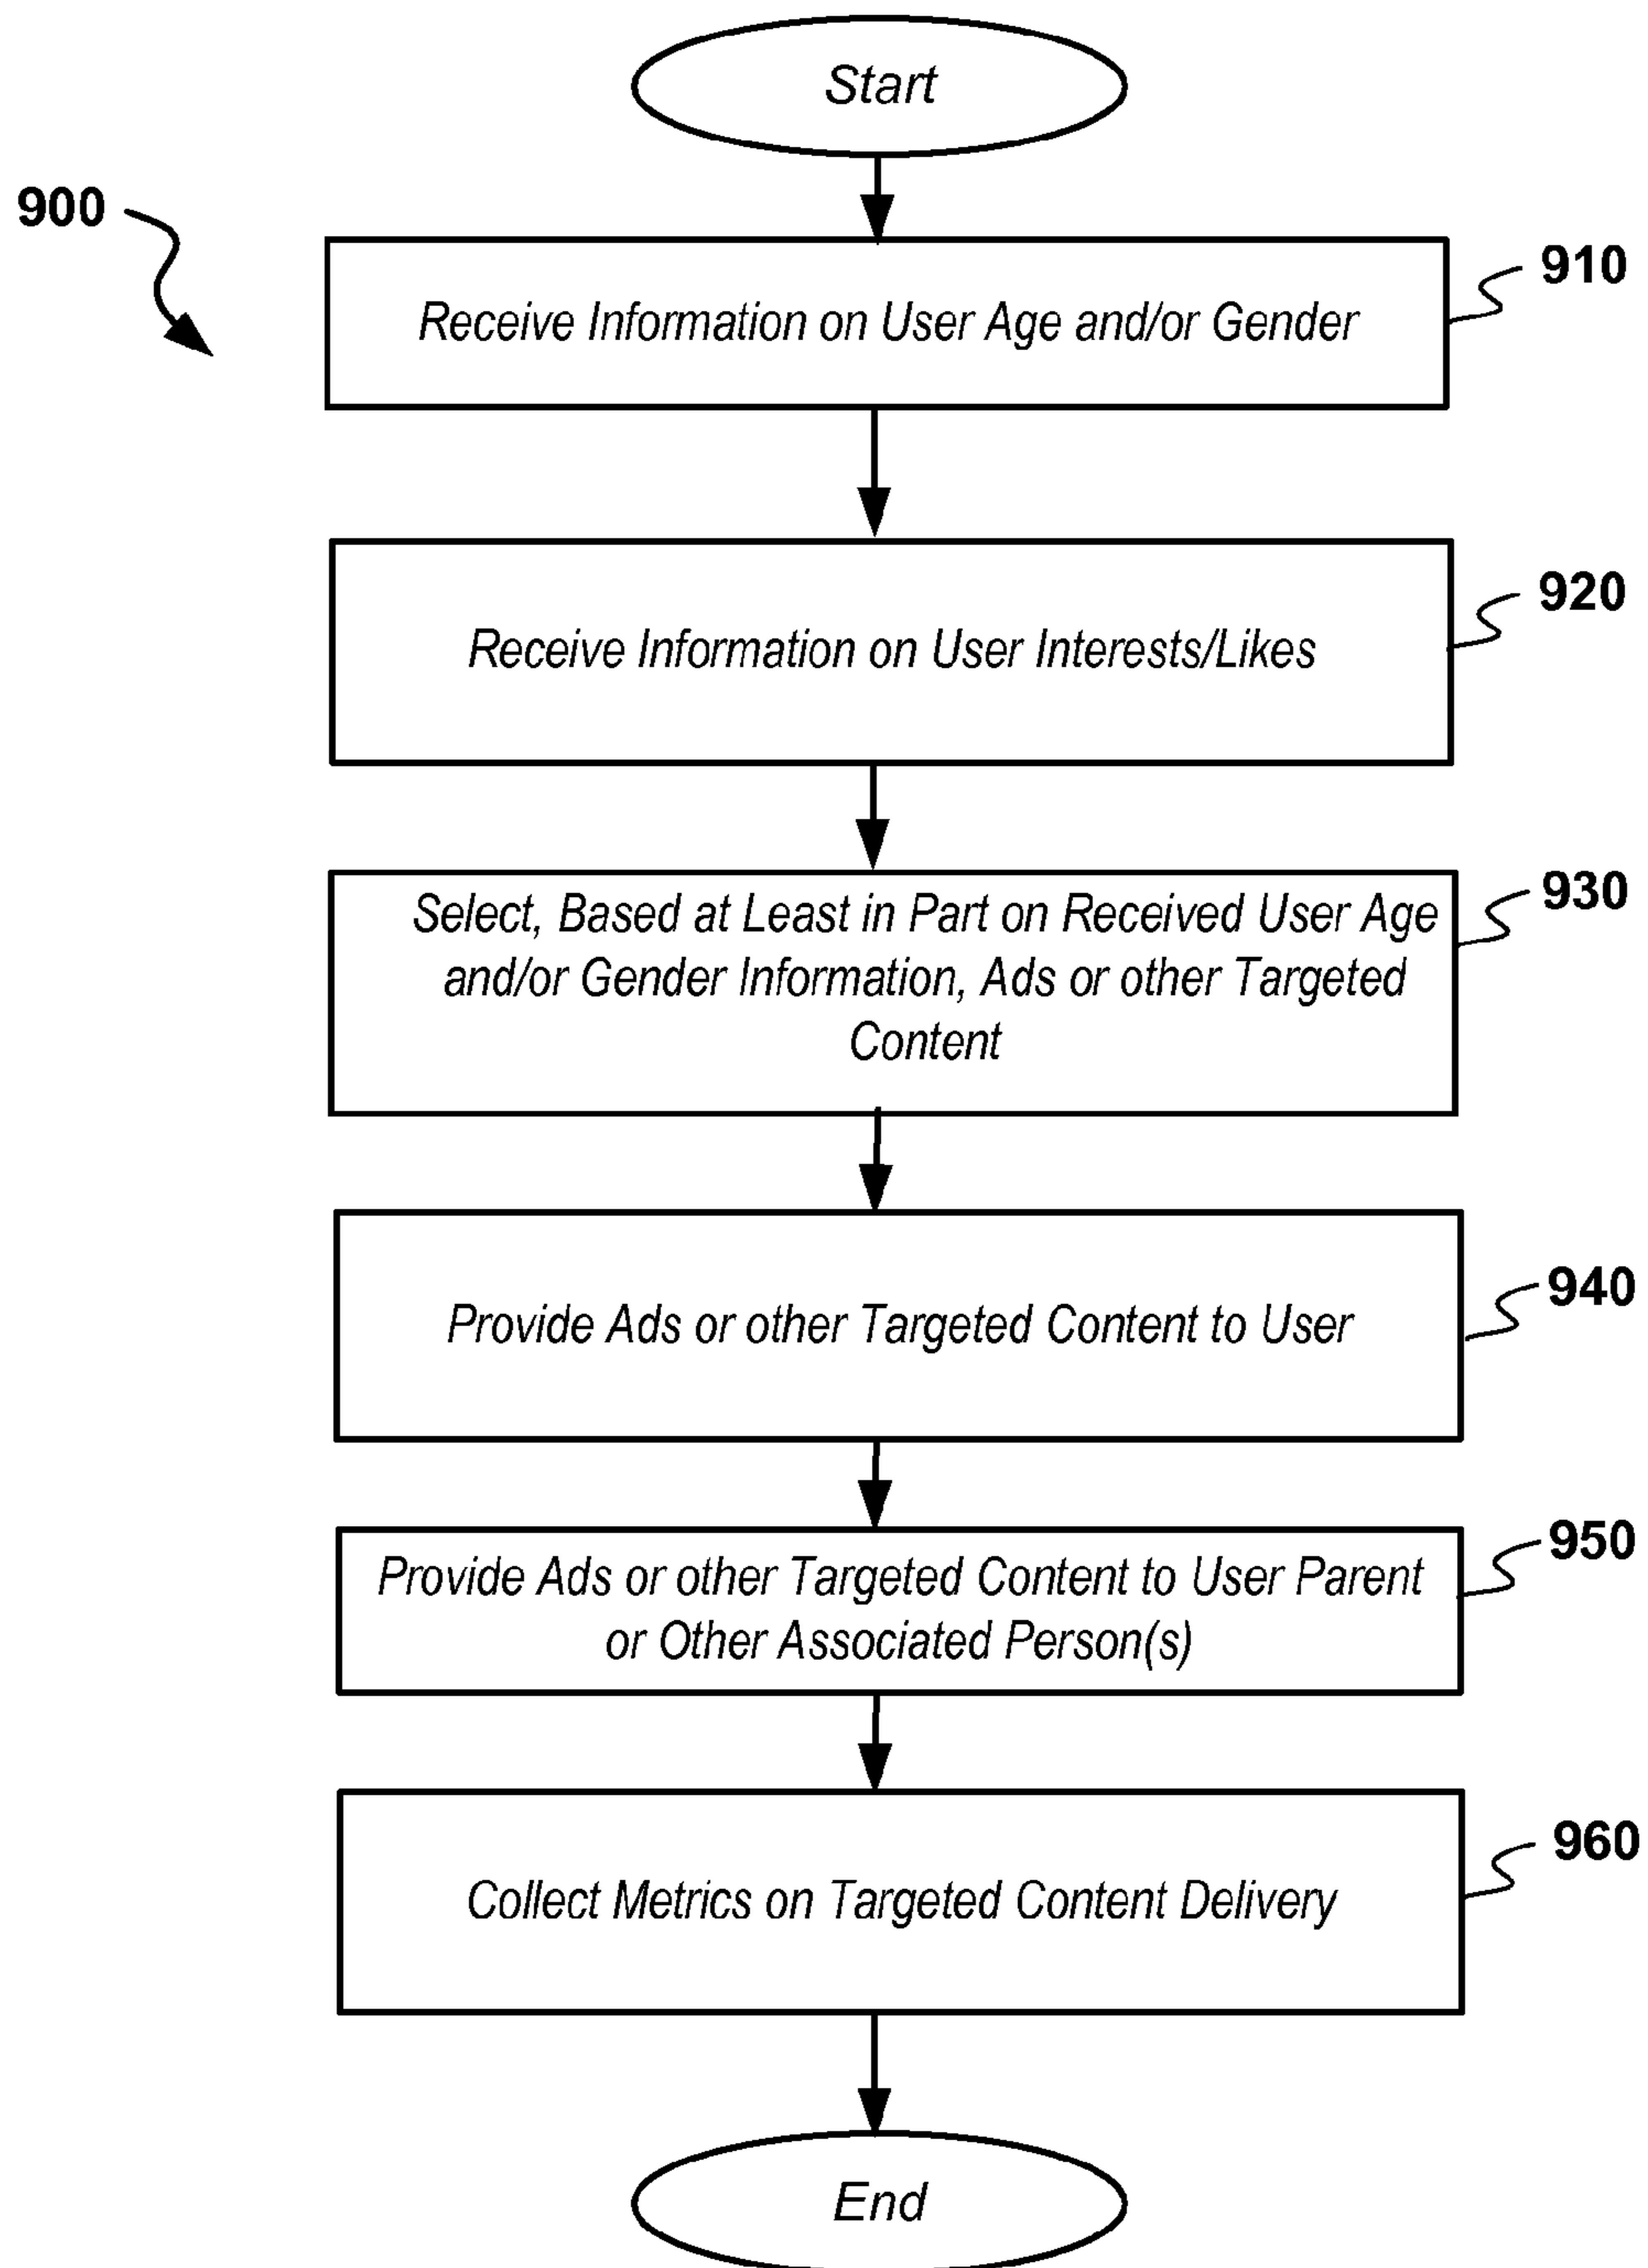 Start
900
910
Receive Information on User Age and/or Gender
920
Receive Information on User Interests/Likes
930
Select, Based at Least in Part on Received User Age
and/or Gender Information, Ads or other Targeted
Content
940
Provide Ads or other Targeted Content to User
950
Provide Ads or other Targeted Content to User Parent
or Other Associated Person(s)
960
Collect Metrics on Targeted Content Delivery
End